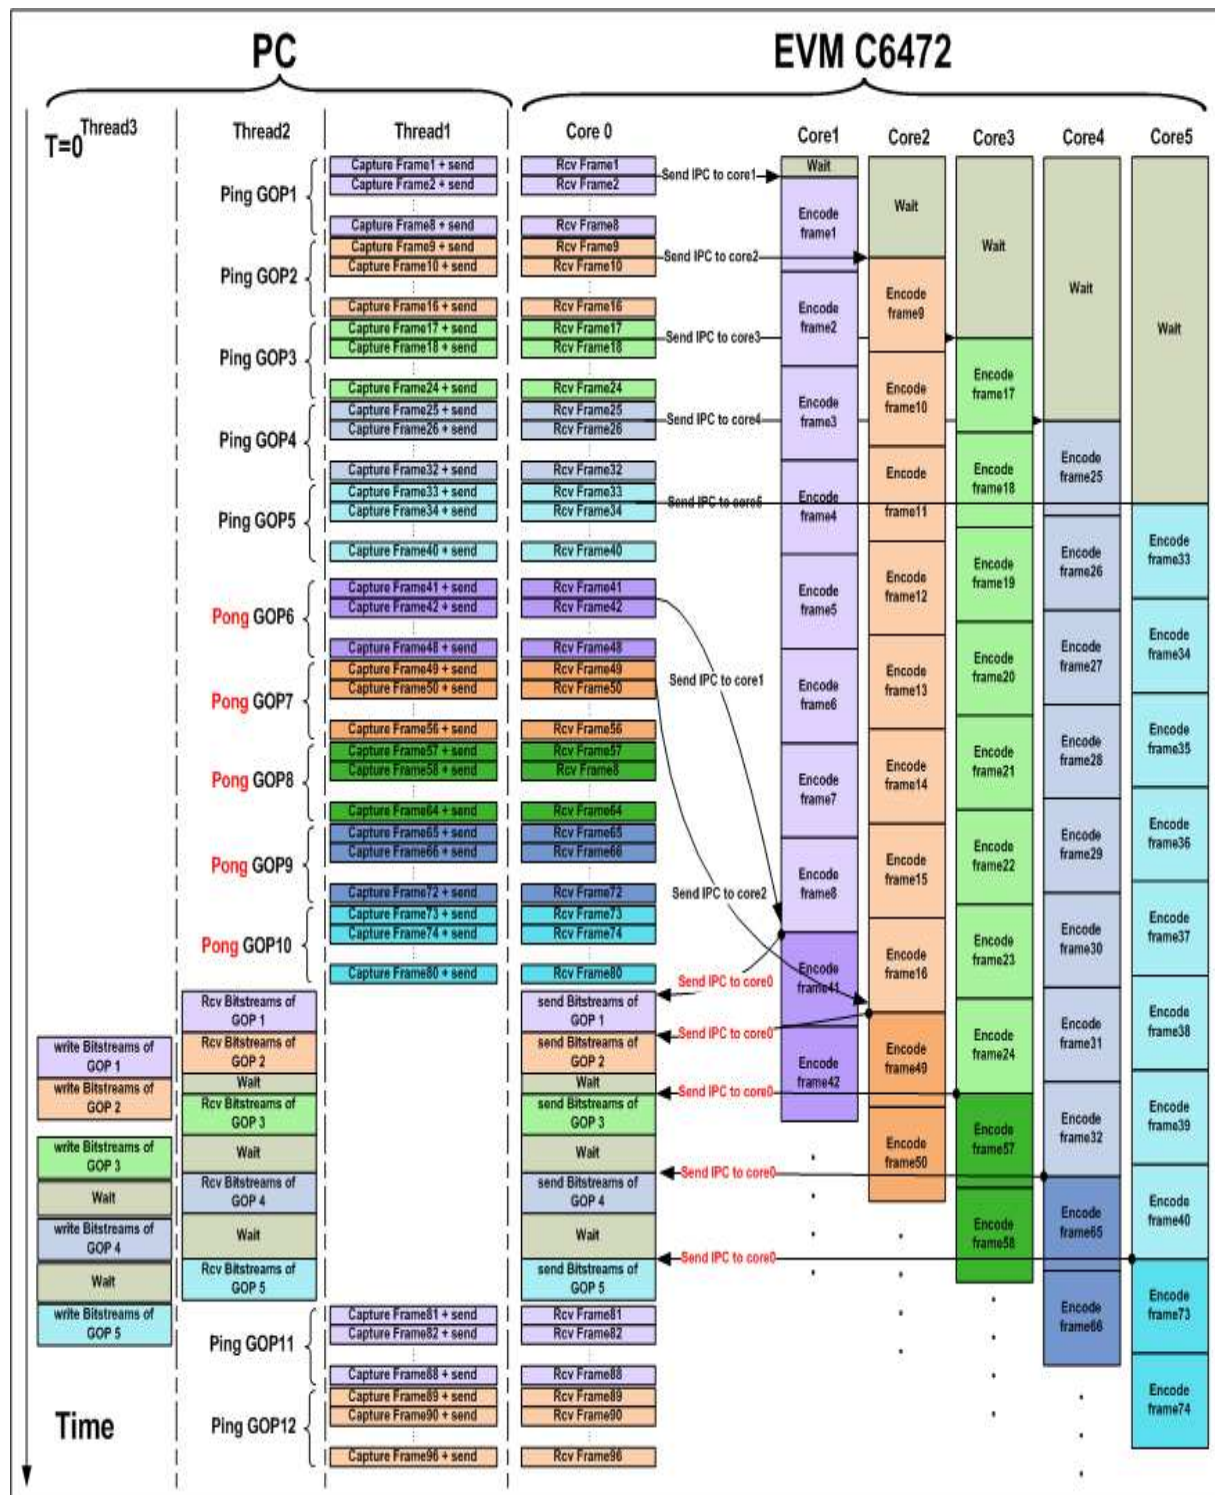 PC
EVM C6472
Thread3
Thread2
Thread1
Core 0
Core1
Core2
Core3
Core4
Core5
T=0
Ping GOP1
Capture Frame1 + send
Capture Frame2 + send
Capture Frame8 + send
Rcv Frame1
Rcv Frame2
Rcv Frame8
Send IPC to core1
Ping GOP2
Capture Frame9 + send
Capture Frame10 + send
Capture Frame16 + send
Rcv Frame9
Rcv Frame10
Rcv Frame16
Send IPC to core2
Ping GOP3
Capture Frame17 + send
Capture Frame18 + send
Capture Frame24 + send
Rcv Frame17
Rcv Frame18
Rcv Frame24
Send IPC to core3
Ping GOP4
Capture Frame25 + send
Capture Frame26 + send
Capture Frame32 + send
Rcv Frame25
Rcv Frame26
Rcv Frame32
Send IPC to core4
Ping GOP5
Capture Frame33 + send
Capture Frame34 + send
Capture Frame40 + send
Rcv Frame33
Rcv Frame34
Rcv Frame40
Send IPC to core5
Pong GOP6
Capture Frame41 + send
Capture Frame42 + send
Capture Frame48 + send
Rcv Frame41
Rcv Frame42
Rcv Frame48
Send IPC to core1
Pong GOP7
Capture Frame49 + send
Capture Frame50 + send
Capture Frame56 + send
Rcv Frame49
Rcv Frame50
Rcv Frame56
Send IPC to core2
Pong GOP8
Capture Frame57 + send
Capture Frame58 + send
Capture Frame64 + send
Rcv Frame57
Rcv Frame8
Rcv Frame64
Pong GOP9
Capture Frame65 + send
Capture Frame66 + send
Capture Frame72 + send
Rcv Frame65
Rcv Frame66
Rcv Frame72
Pong GOP10
Capture Frame73 + send
Capture Frame74 + send
Capture Frame80 + send
Rcv Frame73
Rcv Frame74
Rcv Frame80
write Bitstreams of
GOP 1
write Bitstreams of
GOP 2
write Bitstreams of
GOP 3
Wait
write Bitstreams of
GOP 4
Wait
write Bitstreams of
GOP 5
Rcv Bitstreams of
GOP 1
Rcv Bitstreams of
GOP 2
Wait
Rcv Bitstreams of
GOP 3
Wait
Rcv Bitstreams of
GOP 4
Wait
Rcv Bitstreams of
GOP 5
send Bitstreams of
GOP 1
send Bitstreams of
GOP 2
Wait
send Bitstreams of
GOP 3
Wait
send Bitstreams of
GOP 4
Wait
send Bitstreams of
GOP 5
Send IPC to core0
Send IPC to core0
Send IPC to core0
Send IPC to core0
Send IPC to core0
Ping GOP11
Capture Frame81 + send
Capture Frame82 + send
Capture Frame88 + send
Rcv Frame81
Rcv Frame82
Rcv Frame88
Ping GOP12
Capture Frame89 + send
Capture Frame90 + send
Capture Frame96 + send
Rcv Frame89
Rcv Frame90
Rcv Frame96
Time
Wait
Encode
frame1
Encode
frame2
Encode
frame3
Encode
frame4
Encode
frame5
Encode
frame6
Encode
frame7
Encode
frame8
Encode
frame41
Encode
frame42
Wait
Encode
frame9
Encode
frame10
Encode
frame11
Encode
frame12
Encode
frame13
Encode
frame14
Encode
frame15
Encode
frame16
Encode
frame49
Encode
frame50
Wait
Encode
frame17
Encode
frame18
Encode
frame19
Encode
frame20
Encode
frame21
Encode
frame22
Encode
frame23
Encode
frame24
Encode
frame57
Encode
frame58
Wait
Encode
frame25
Encode
frame26
Encode
frame27
Encode
frame28
Encode
frame29
Encode
frame30
Encode
frame31
Encode
frame32
Encode
frame65
Encode
frame66
Wait
Encode
frame33
Encode
frame34
Encode
frame35
Encode
frame36
Encode
frame37
Encode
frame38
Encode
frame39
Encode
frame40
Encode
frame73
Encode
frame74